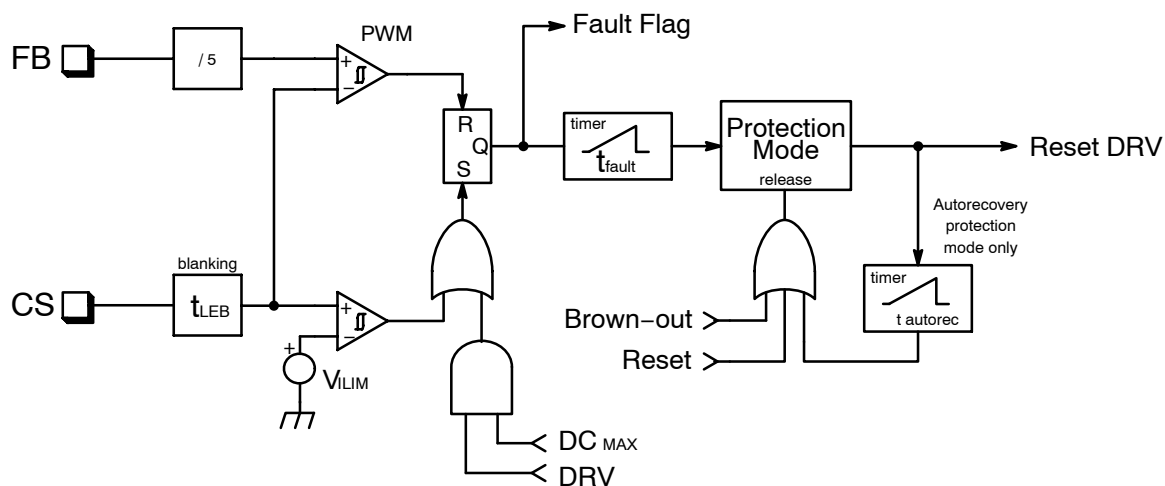 PWM
Fault Flag
FB
/ 5
+
−
R
Q
S
timer
tfault
Protection
Mode
release
Reset DRV
Autorecovery
protection
mode only
blanking
CS
tLEB
+
−
+
VILIM
timer
t autorec
Brown−out
Reset
DC MAX
DRV